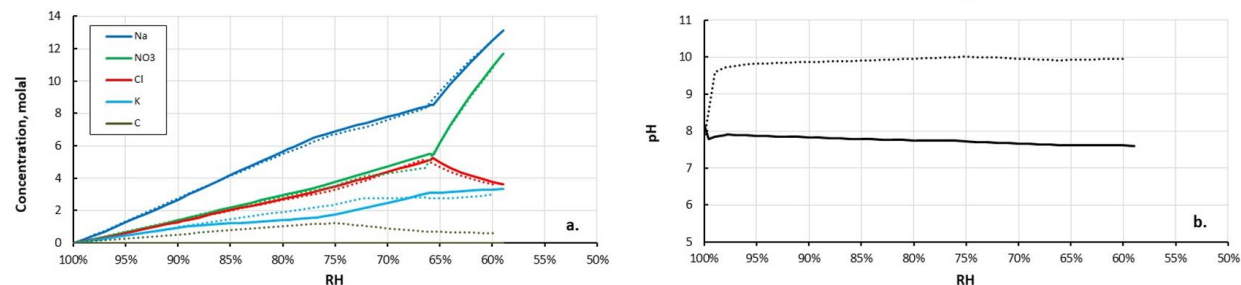 Concentration, molal
14
12
10
8
6
4
2
0
Na
NO3
Cl
K
C
a.
100% 95% 90% 85% 80% 75% 70% 65% 60% 55% 50%
RH
pH
11
10
9
8
7
6
5
b.
100% 95% 90% 85% 80% 75% 70% 65% 60% 55% 50%
RH